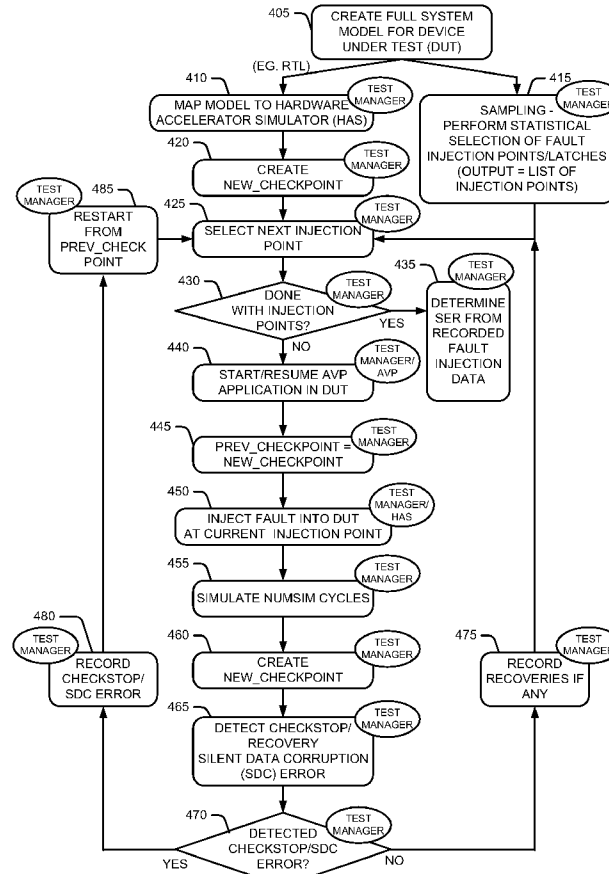 405
CREATE FULL SYSTEM
MODEL FOR DEVICE
UNDER TEST (DUT)
(EG. RTL)
410
TEST
MANAGER
MAP MODEL TO HARDWARE
ACCELERATOR SIMULATOR (HAS)
415
TEST
MANAGER
SAMPLING -
PERFORM STATISTICAL
SELECTION OF FAULT
INJECTION POINTS/LATCHES
(OUTPUT = LIST OF
INJECTION POINTS)
420
TEST
MANAGER
CREATE
NEW_CHECKPOINT
485
TEST
MANAGER
RESTART
FROM
PREV_CHECK
POINT
425
TEST
MANAGER
SELECT NEXT INJECTION
POINT
430
TEST
MANAGER
DONE
WITH INJECTION
POINTS?
YES
NO
435
TEST
MANAGER
DETERMINE
SER FROM
RECORDED
FAULT
INJECTION
DATA
440
TEST
MANAGER/
AVP
START/RESUME AVP
APPLICATION IN DUT
445
TEST
MANAGER
PREV_CHECKPOINT =
NEW_CHECKPOINT
450
TEST
MANAGER/
HAS
INJECT FAULT INTO DUT
AT CURRENT INJECTION POINT
455
TEST
MANAGER
SIMULATE NUMSIM CYCLES
460
TEST
MANAGER
CREATE
NEW_CHECKPOINT
480
TEST
MANAGER
RECORD
CHECKSTOP/
SDC ERROR
475
TEST
MANAGER
RECORD
RECOVERIES IF
ANY
465
TEST
MANAGER
DETECT CHECKSTOP/
RECOVERY
SILENT DATA CORRUPTION
(SDC) ERROR
470
TEST
MANAGER
DETECTED
CHECKSTOP/SDC
ERROR?
YES
NO